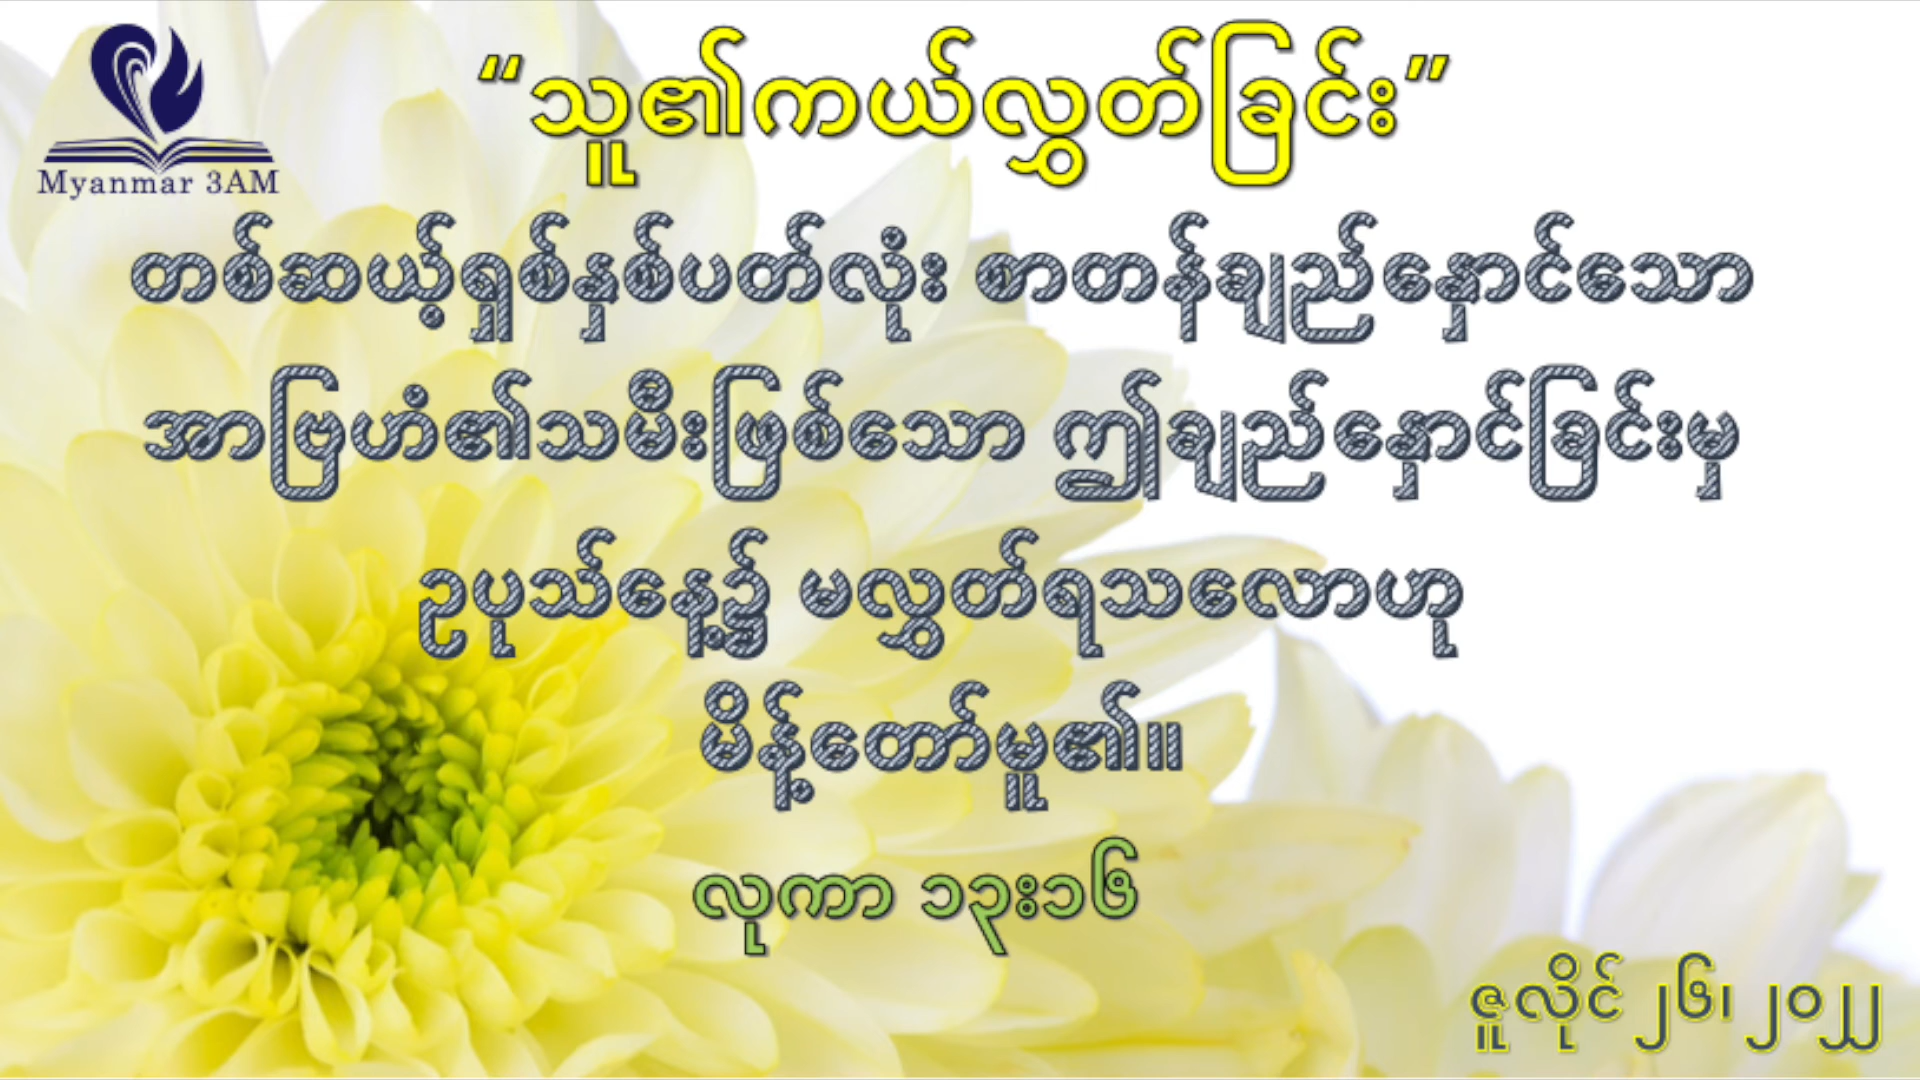 Myanmar 3AM
“သူ၏ကယ်လွှတ်ခြင်း”
တစ်ဆယ့်ရှစ်နှစ်ပတ်လုံး စာတန်ချည်နှောင်သော
အာဗြဟံ၏သမီးဖြစ်သော ဤချည်နှောင်ခြင်းမှ
ဥပုသ်နေ့၌ မလွှတ်ရသလောဟု
မိန့်တော်မူ၏။
လုကာ ၁၃း၁၆
ဇူလိုင် ၂၆၊ ၂၀၂၂